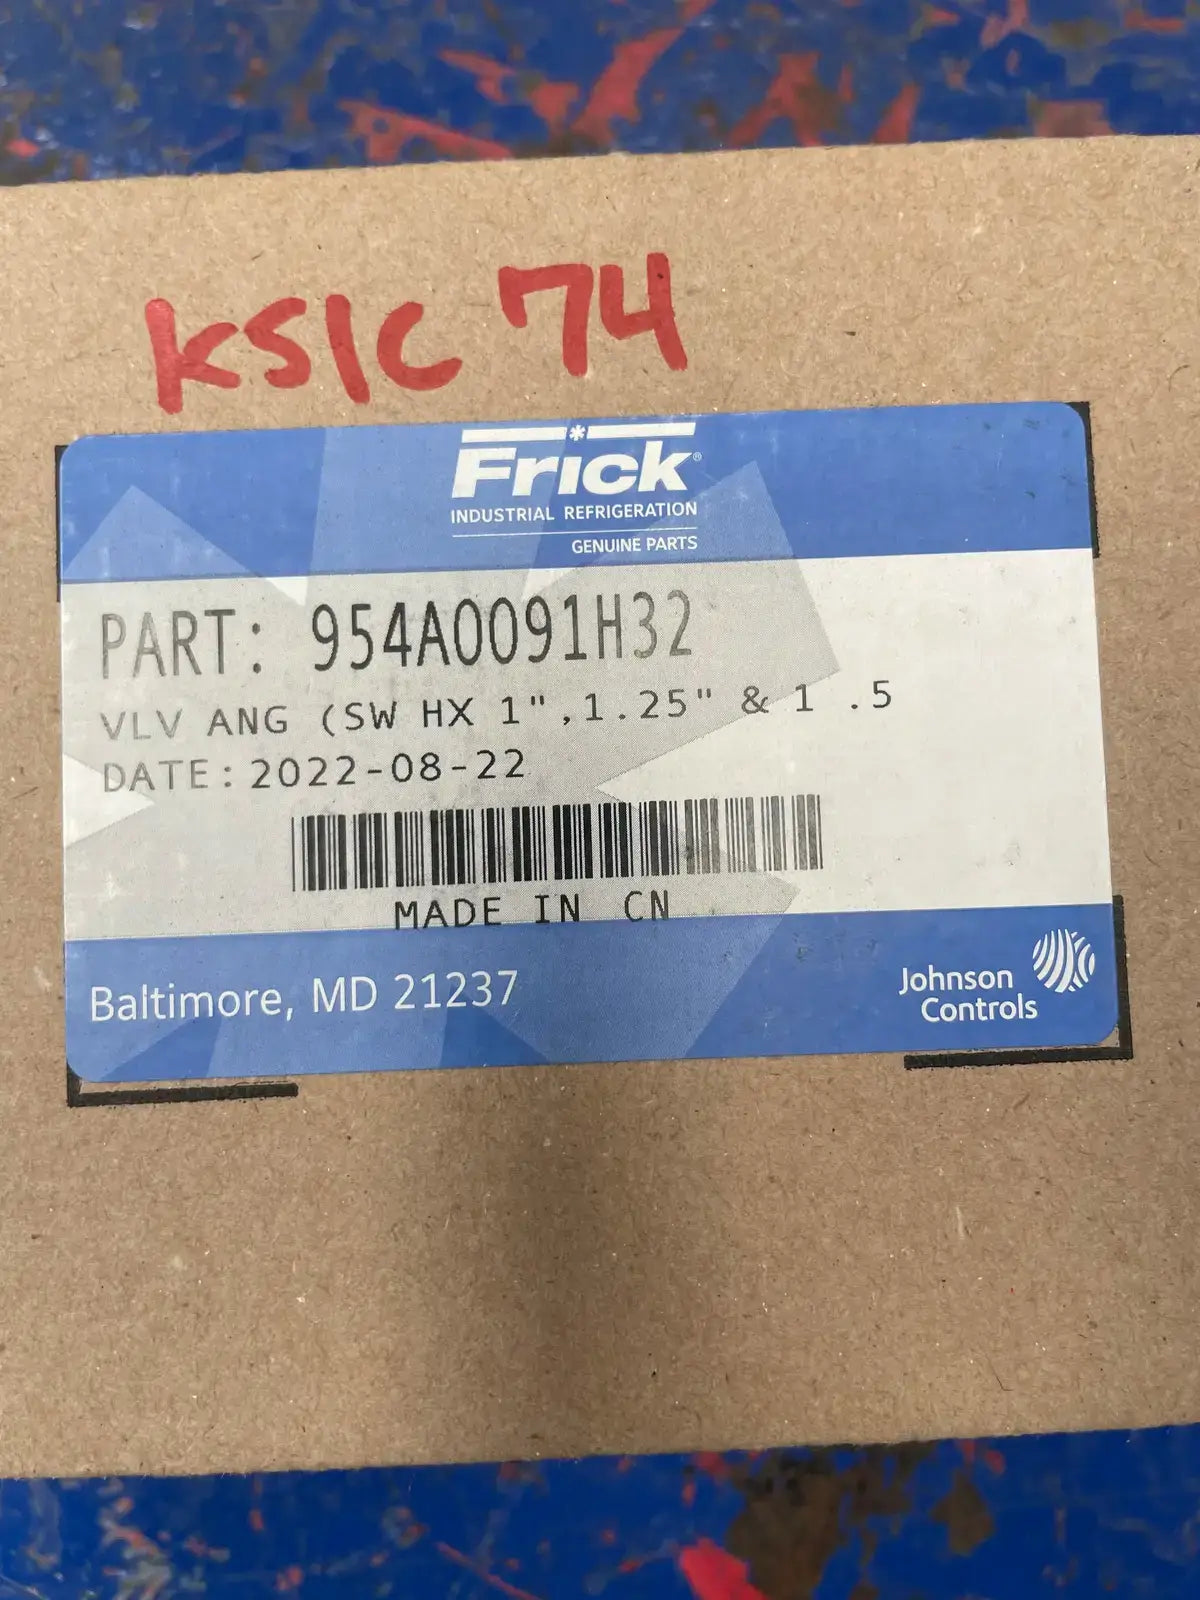 KSIC 74
Frick®
INDUSTRIAL REFRIGERATION
GENUINE PARTS
PART: 954A0091H32
VLV ANG (SW HX 1",1.25" & 1 .5
DATE:2022-08-22
MADE IN CN
Baltimore, MD 21237
Johnson
Controls